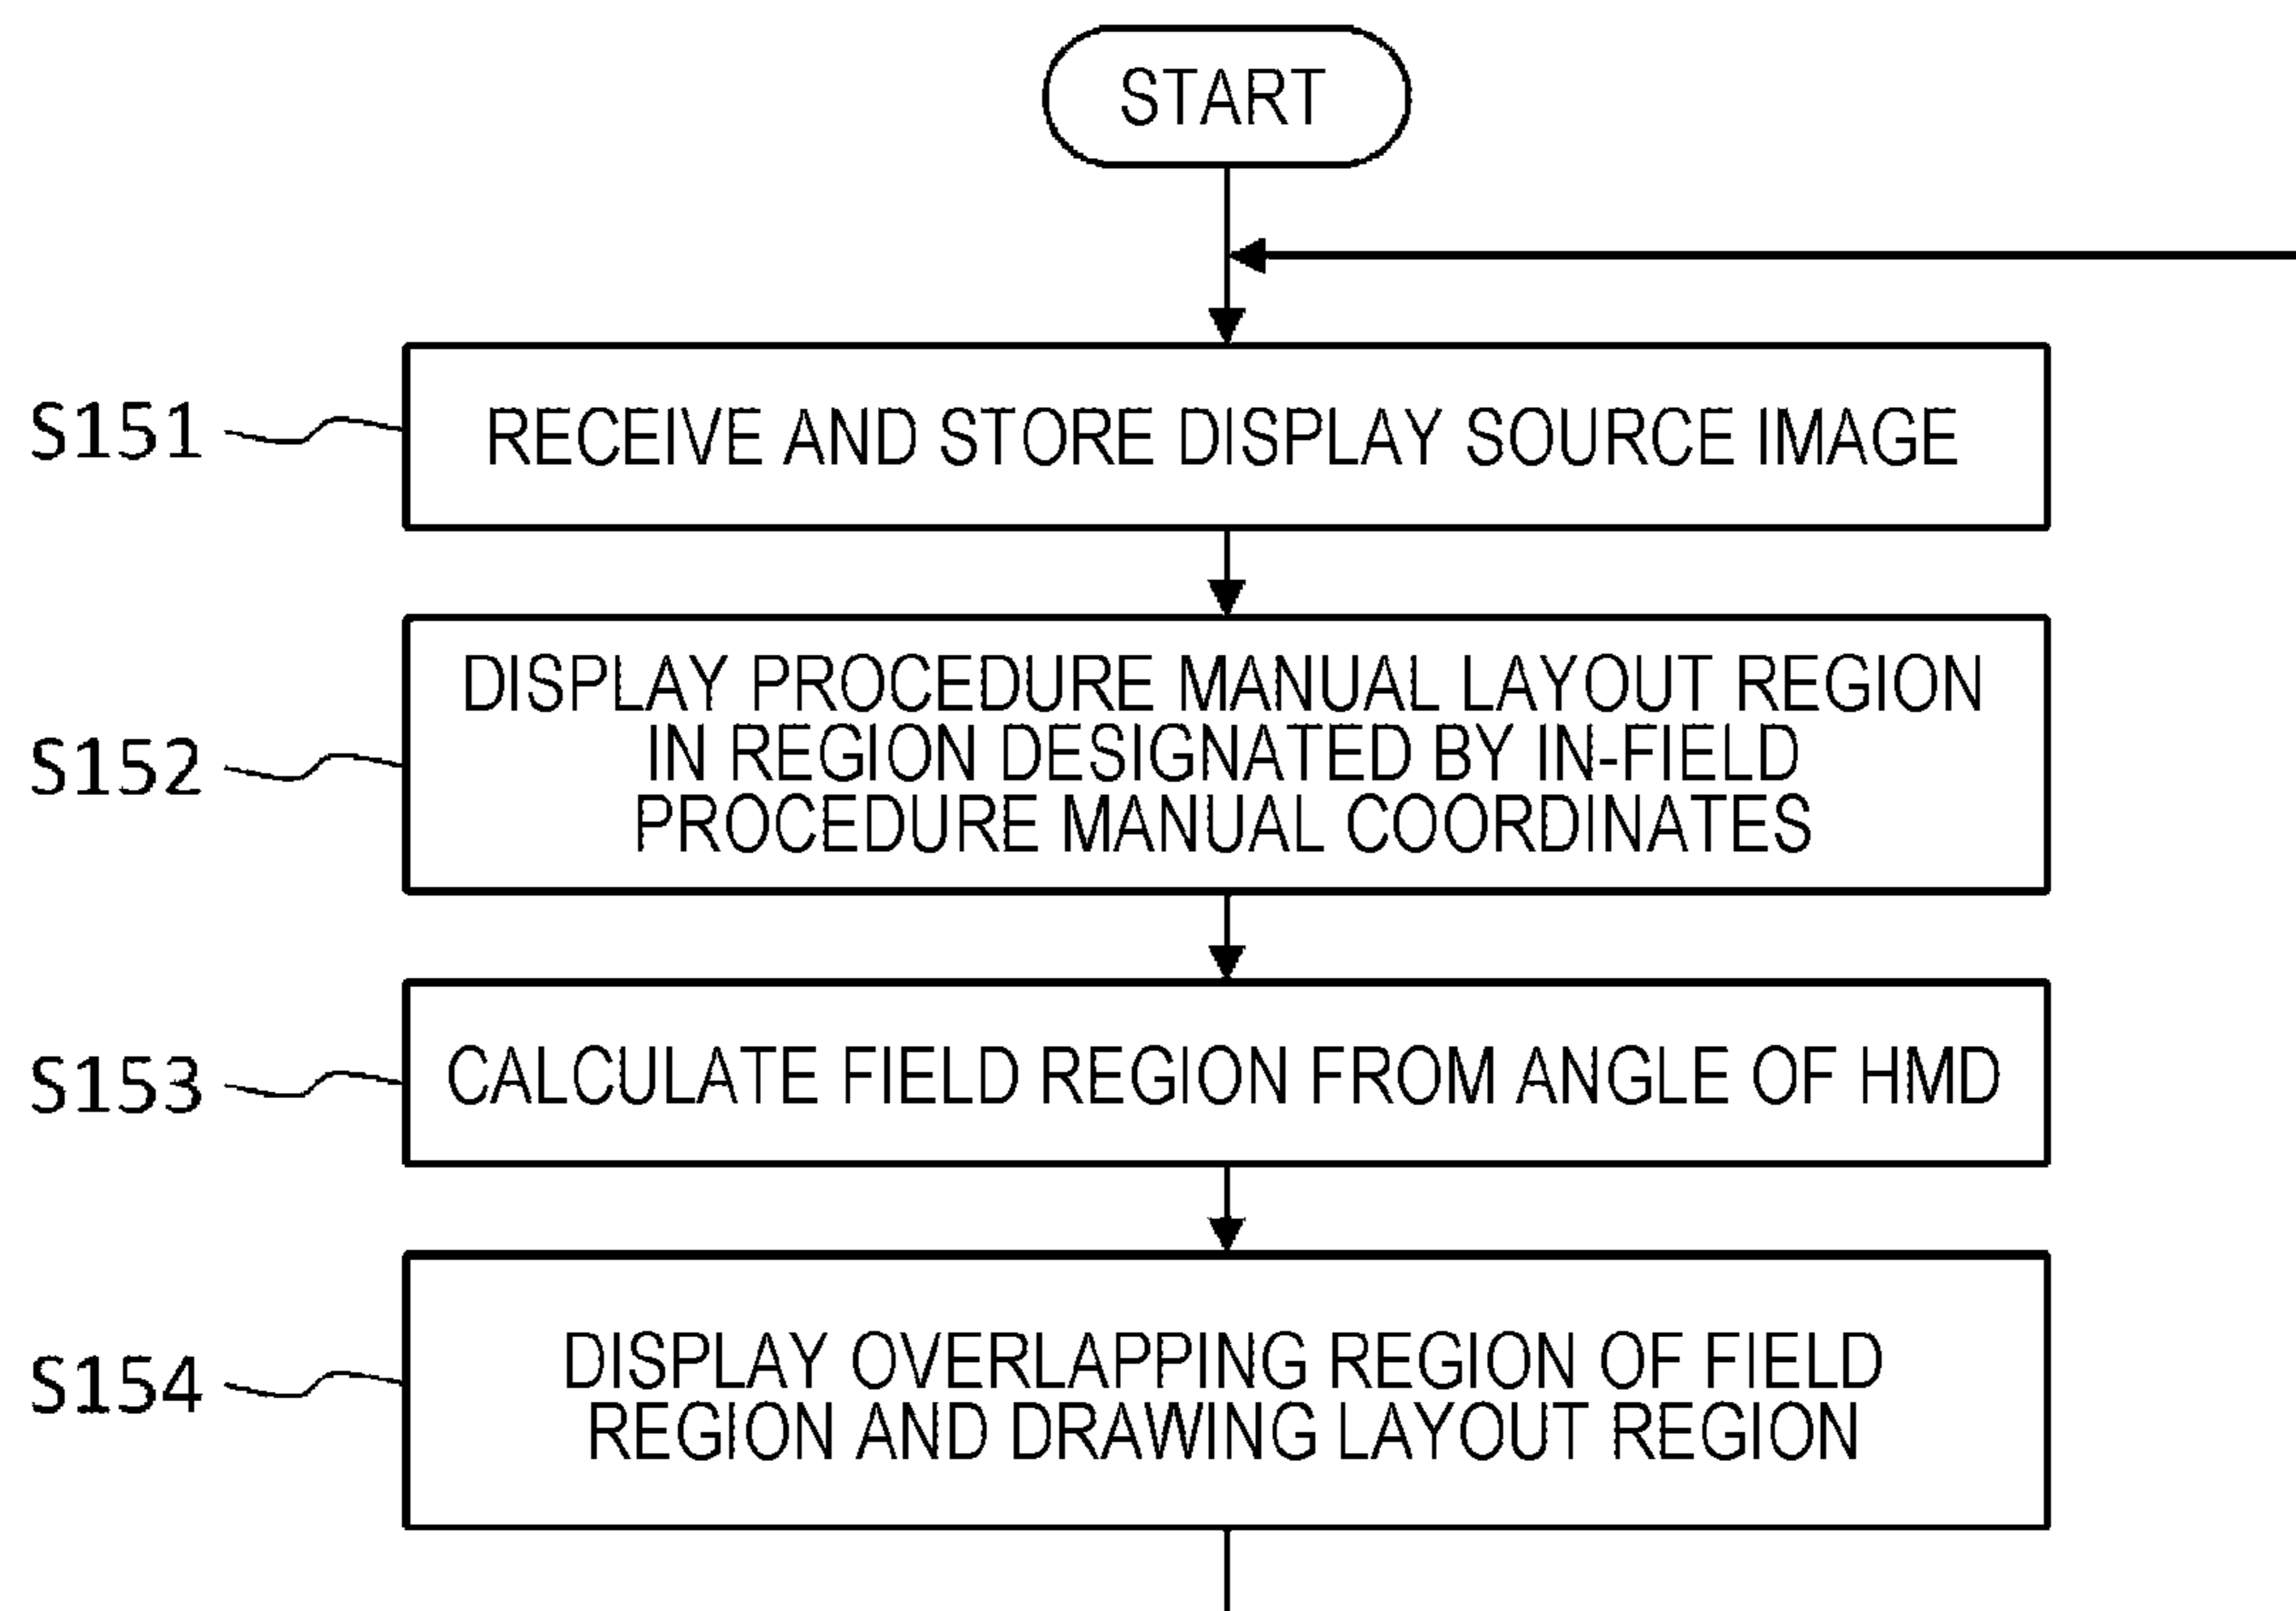 START
S151
RECEIVE AND STORE DISPLAY SOURCE IMAGE
S152
DISPLAY PROCEDURE MANUAL LAYOUT REGION
IN REGION DESIGNATED BY IN-FIELD
PROCEDURE MANUAL COORDINATES
S153
CALCULATE FIELD REGION FROM ANGLE OF HMD
S154
DISPLAY OVERLAPPING REGION OF FIELD
REGION AND DRAWING LAYOUT REGION